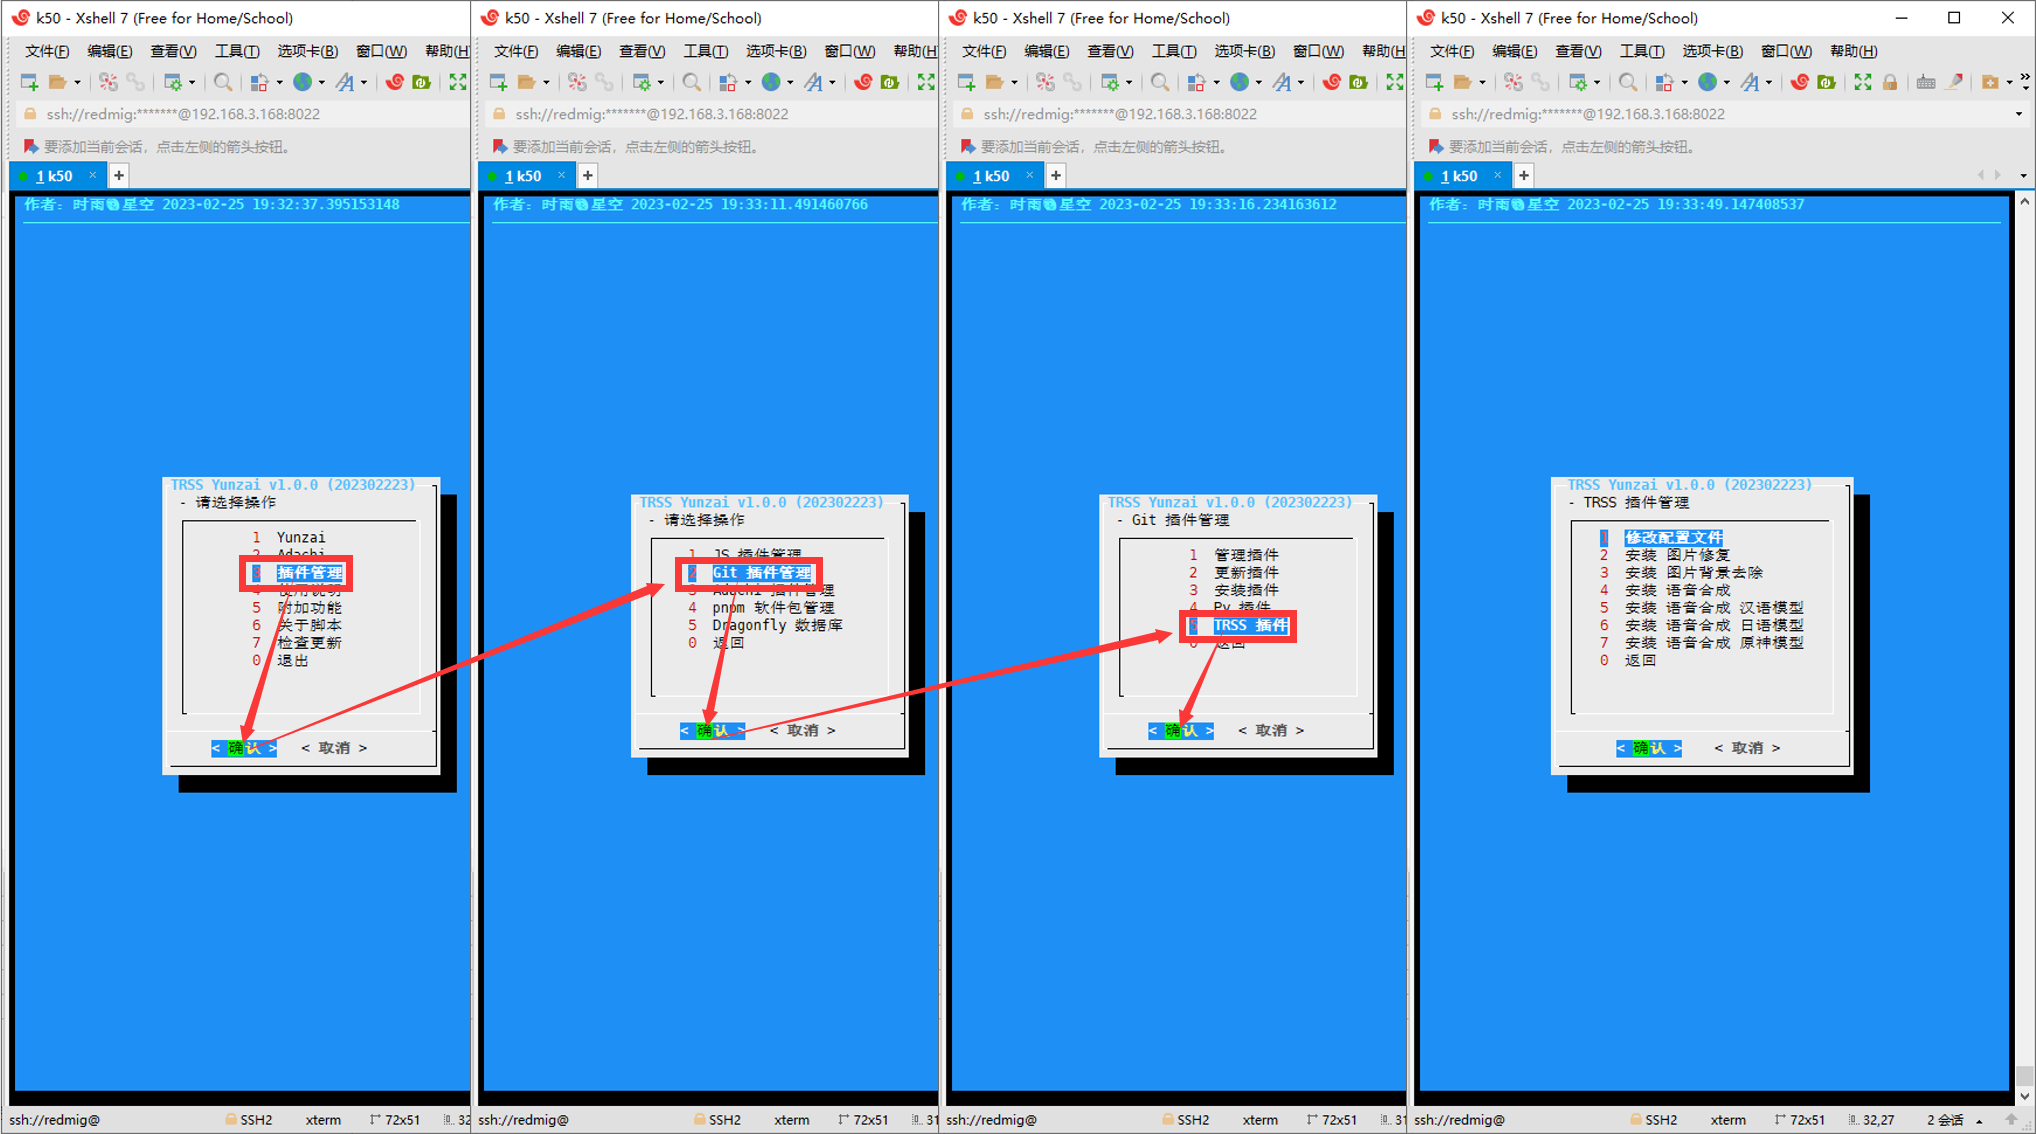 k50 - Xshell 7 (Free for Home/School)
文件(F) 编辑(E) 查看(V) 工具(T) 选项卡(B) 窗口(W) 帮助(H
ssh://redmig:*******@192.168.3.168:8022
要添加当前会话，点击左侧的箭头按钮。
1 k50 × +
作者：时雨🌌星空 2023-02-25 19:32:37.395153148
TRSS Yunzai v1.0.0 (202302223)
- 请选择操作
1 Yunzai
2 Adachi
3 插件管理
4 使用说明
5 附加功能
6 关于脚本
7 检查更新
0 退出
< 确认 > < 取消 >
ssh://redmig@ SSH2 xterm 72x51 32
k50 - Xshell 7 (Free for Home/School)
文件(F) 编辑(E) 查看(V) 工具(T) 选项卡(B) 窗口(W) 帮助(H
ssh://redmig:*******@192.168.3.168:8022
要添加当前会话，点击左侧的箭头按钮。
1 k50 × +
作者：时雨🌌星空 2023-02-25 19:33:11.491460766
TRSS Yunzai v1.0.0 (202302223)
- 请选择操作
1 JS 插件管理
2 Git 插件管理
3 Adachi 插件管理
4 pnpm 软件包管理
5 Dragonfly 数据库
0 返回
< 确认 > < 取消 >
ssh://redmig@ SSH2 xterm 72x51 31
k50 - Xshell 7 (Free for Home/School)
文件(F) 编辑(E) 查看(V) 工具(T) 选项卡(B) 窗口(W) 帮助(H
ssh://redmig:*******@192.168.3.168:8022
要添加当前会话，点击左侧的箭头按钮。
1 k50 × +
作者：时雨🌌星空 2023-02-25 19:33:16.234163612
TRSS Yunzai v1.0.0 (202302223)
- Git 插件管理
1 管理插件
2 更新插件
3 安装插件
4 Py 插件
5 TRSS 插件
0 返回
< 确认 > < 取消 >
ssh://redmig@ SSH2 xterm 72x51 31
k50 - Xshell 7 (Free for Home/School)
文件(F) 编辑(E) 查看(V) 工具(T) 选项卡(B) 窗口(W) 帮助(H)
ssh://redmig:*******@192.168.3.168:8022
要添加当前会话，点击左侧的箭头按钮。
1 k50 × +
作者：时雨🌌星空 2023-02-25 19:33:49.147408537
TRSS Yunzai v1.0.0 (202302223)
- TRSS 插件管理
1 修改配置文件
2 安装 图片修复
3 安装 图片背景去除
4 安装 语音合成
5 安装 语音合成 汉语模型
6 安装 语音合成 日语模型
7 安装 语音合成 原神模型
0 返回
< 确认 > < 取消 >
ssh://redmig@ SSH2 xterm 72x51 32,27 2 会话